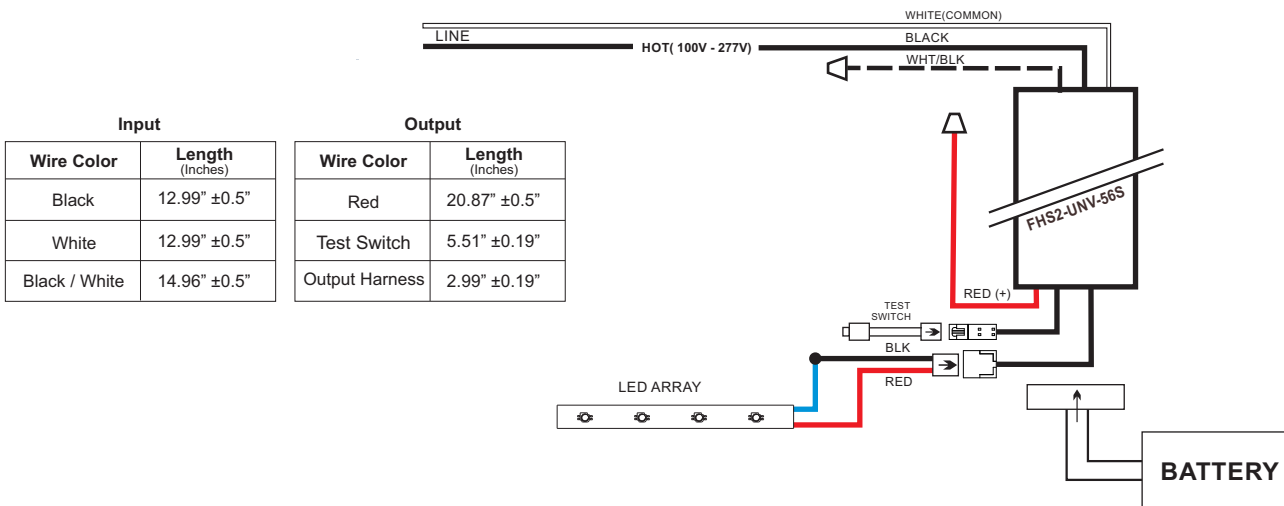 WHITE(COMMON)
LINE
HOT( 100V - 277V)
BLACK
WHT/BLK
Input
Wire Color Length (Inches)
Black 12.99” ±0.5”
White 12.99” ±0.5”
Black / White 14.96” ±0.5”
Output
Wire Color Length (Inches)
Red 20.87” ±0.5”
Test Switch 5.51” ±0.19”
Output Harness 2.99” ±0.19”
FHS2-UNV-56S
RED (+)
TEST
SWITCH
BLK
RED
LED ARRAY
BATTERY